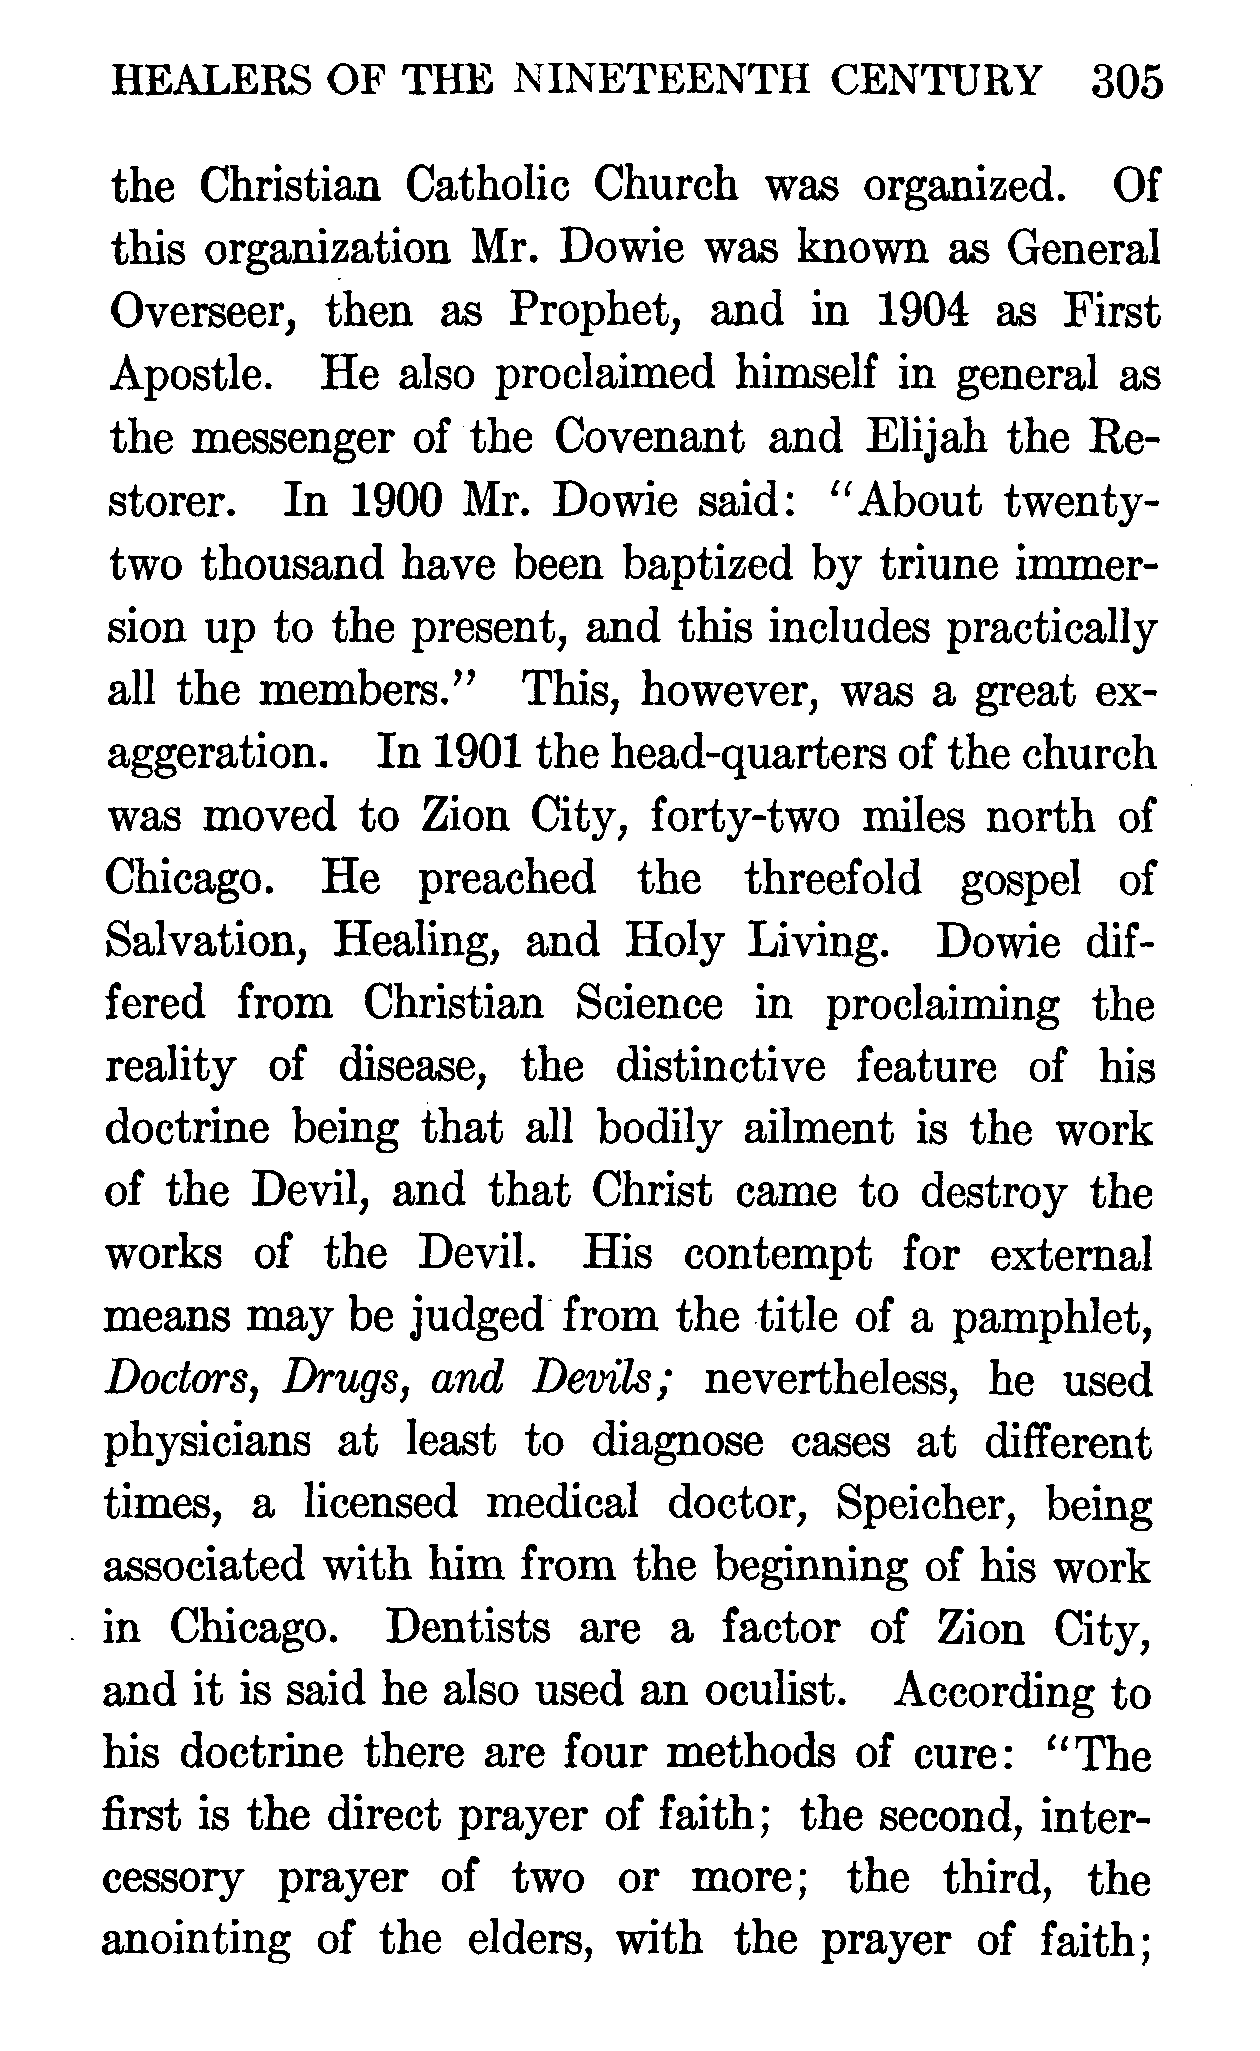 HEALERS OF THE NINETEENTH CENTURY 305
the Christian Catholic Church was organized. Of
this organization Mr. Dowie was known as General
Overseer, then as Prophet, and in 1904 as First
Apostle. He also proclaimed himself in general as
the messenger of the Covenant and Elijah the Re-
storer. In 1900 Mr. Dowie said: "About twenty-
two thousand have been baptized by triune immer-
sion up to the present, and this includes practically
all the members." This, however, was a great ex-
aggeration. In 1901 the head-quarters of the church
was moved to Zion City, forty-two miles north of
Chicago. He preached the threefold gospel of
Salvation, Healing, and Holy Living. Dowie dif-
fered from Christian Science in proclaiming the
reality of disease, the distinctive feature of his
doctrine being that all bodily ailment is the work
of the Devil, and that Christ came to destroy the
works of the Devil. His contempt for external
means may be judged from the title of a pamphlet,
Doctors, Drugs, and Devils; nevertheless, he used
physicians at least to diagnose cases at different
times, a licensed medical doctor, Speicher, being
associated with him from the beginning of his work
in Chicago. Dentists are a factor of Zion City,
and it is said he also used an oculist. According to
his doctrine there are four methods of cure: "The
first is the direct prayer of faith; the second, inter-
cessory prayer of two or more; the third, the
anointing of the elders, with the prayer of faith;